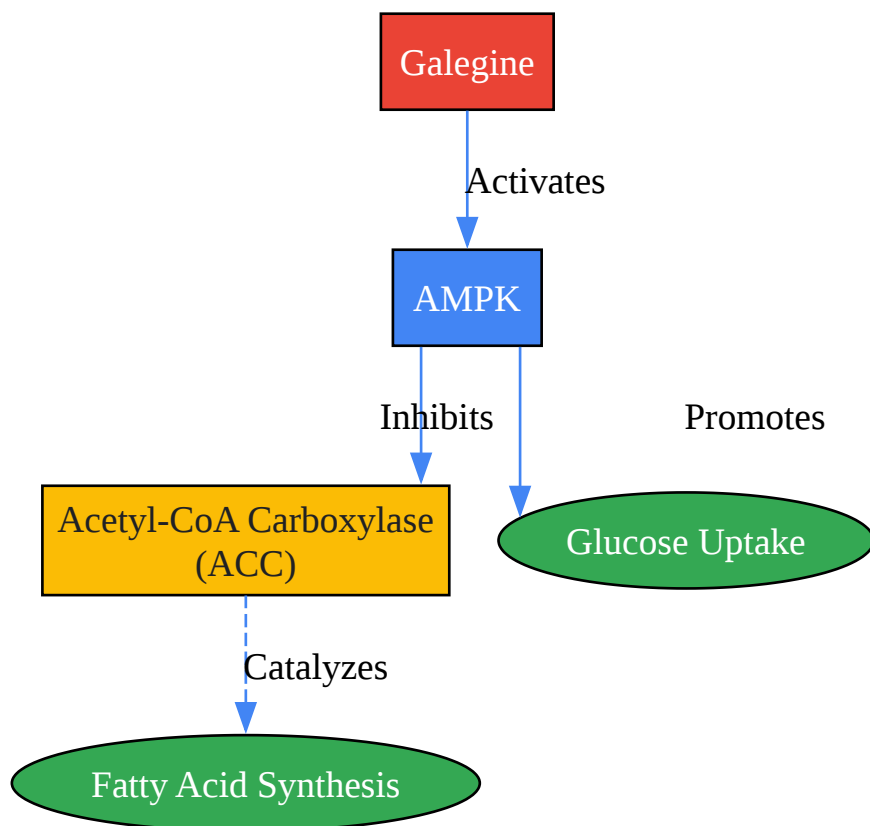 Galegine
Activates
AMPK
Inhibits
Promotes
Acetyl-CoA Carboxylase
(ACC)
Glucose Uptake
Catalyzes
Fatty Acid Synthesis